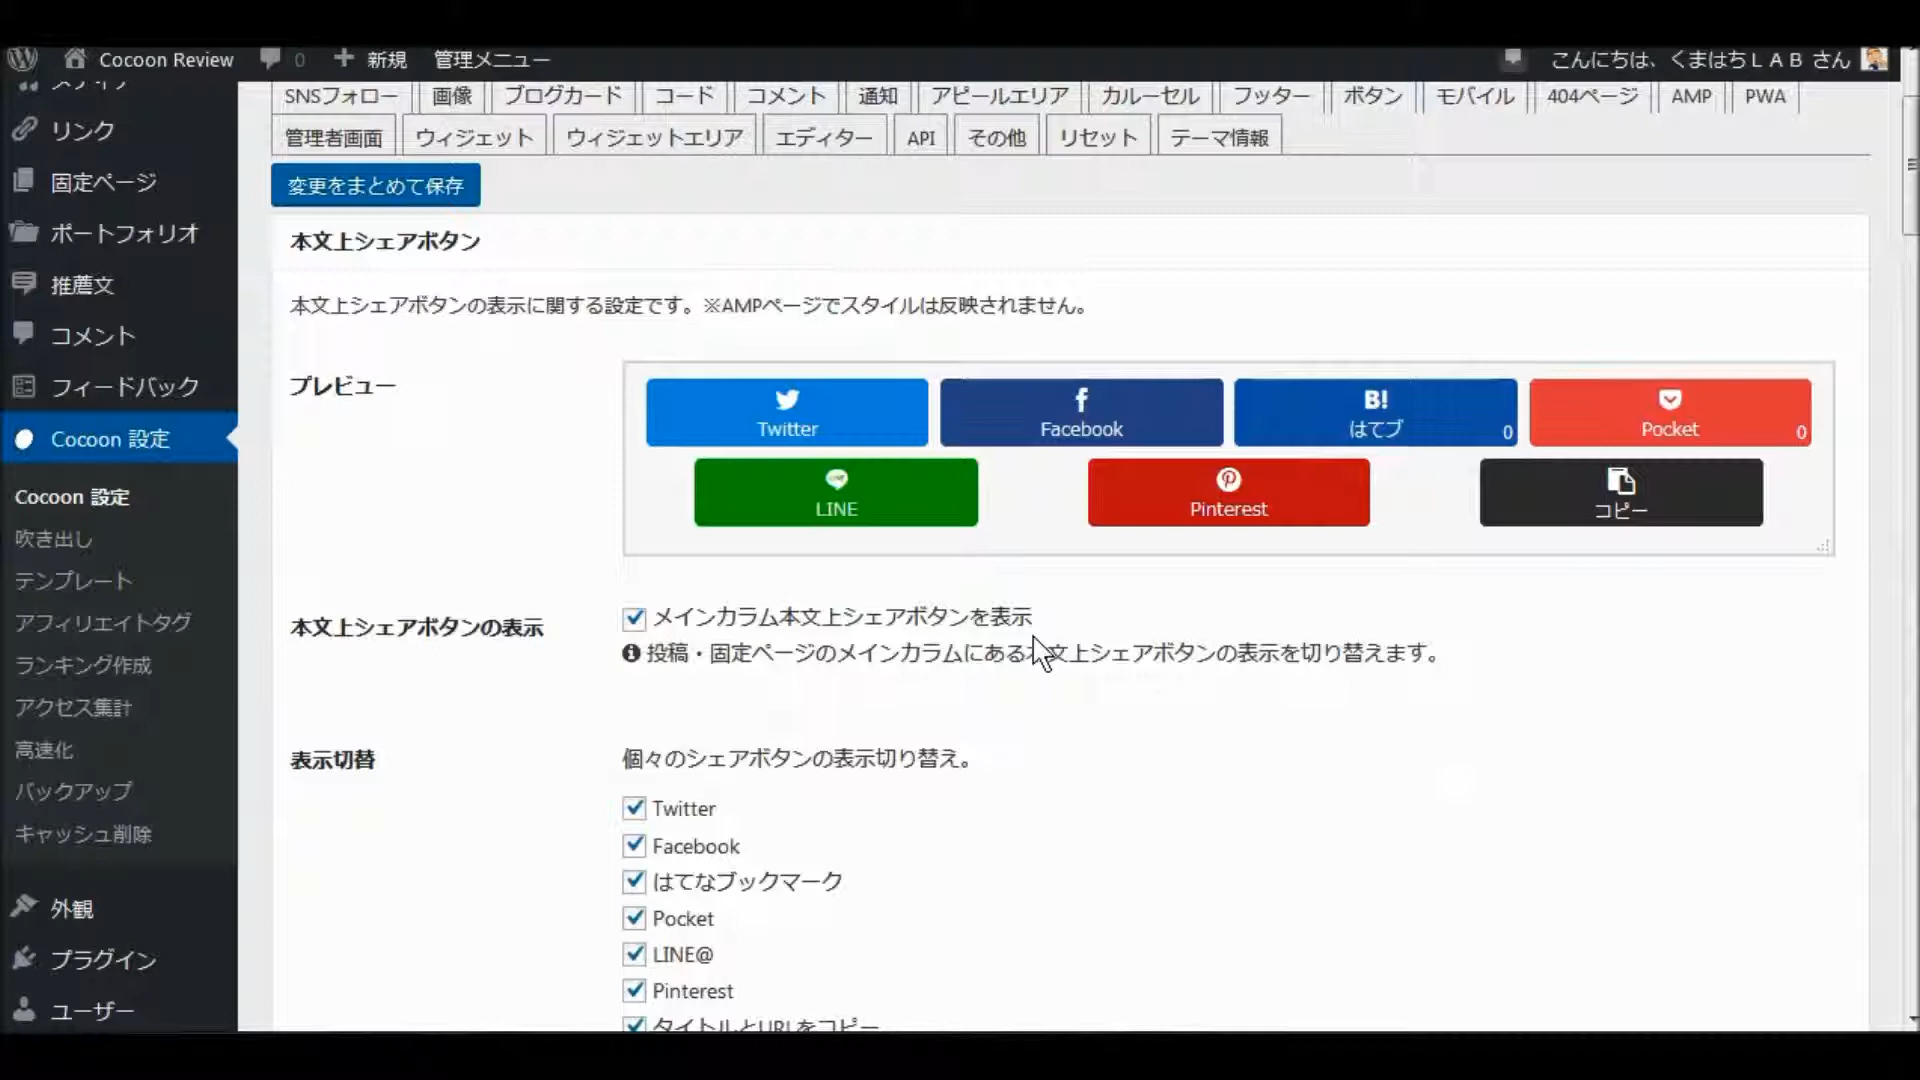 Cocoon Review 0 新規 管理メニュー こんにちは、くまはちＬＡＢ さん
SNSフォロー 画像 ブログカード コード コメント 通知 アピールエリア カルーセル フッター ボタン モバイル 404ページ AMP PWA
管理者画面 ウィジェット ウィジェットエリア エディター API その他 リセット テーマ情報
メディア
リンク
固定ページ
ポートフォリオ
推薦文
コメント
フィードバック
Cocoon 設定
Cocoon 設定
吹き出し
テンプレート
アフィリエイトタグ
ランキング作成
アクセス集計
高速化
バックアップ
キャッシュ削除
外観
プラグイン
ユーザー
変更をまとめて保存
本文上シェアボタン
本文上シェアボタンの表示に関する設定です。※AMPページでスタイルは反映されません。
プレビュー
Twitter
Facebook
B!
はてブ 0
Pocket 0
LINE
Pinterest
コピー
本文上シェアボタンの表示
メインカラム本文上シェアボタンを表示
投稿・固定ページのメインカラムにある本文上シェアボタンの表示を切り替えます。
表示切替
個々のシェアボタンの表示切り替え。
Twitter
Facebook
はてなブックマーク
Pocket
LINE@
Pinterest
タイトルとURLをコピー